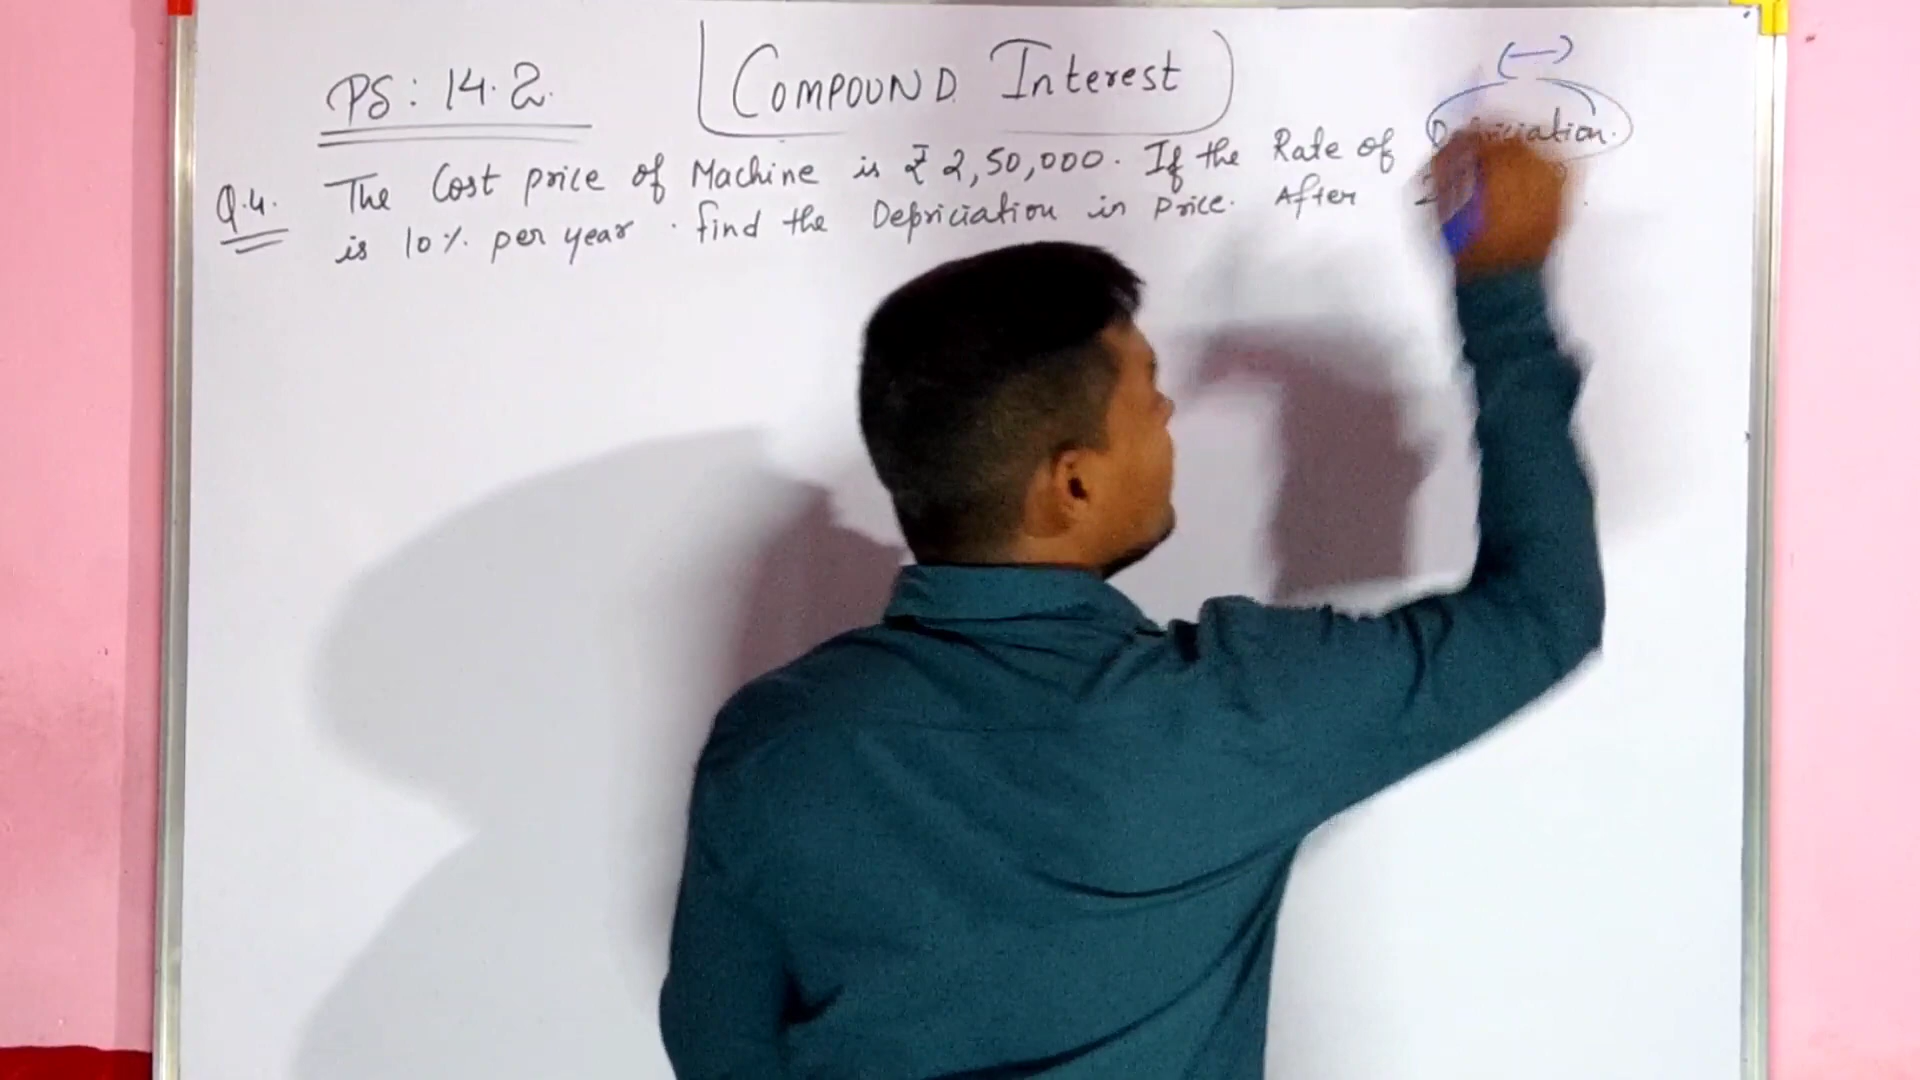 PS: 14.2. COMPOUND Interest
(—)
Q.4. The Cost price of Machine is ₹ 2,50,000. If the Rate of
is 10%. per year. find the Depriciation in Price. After